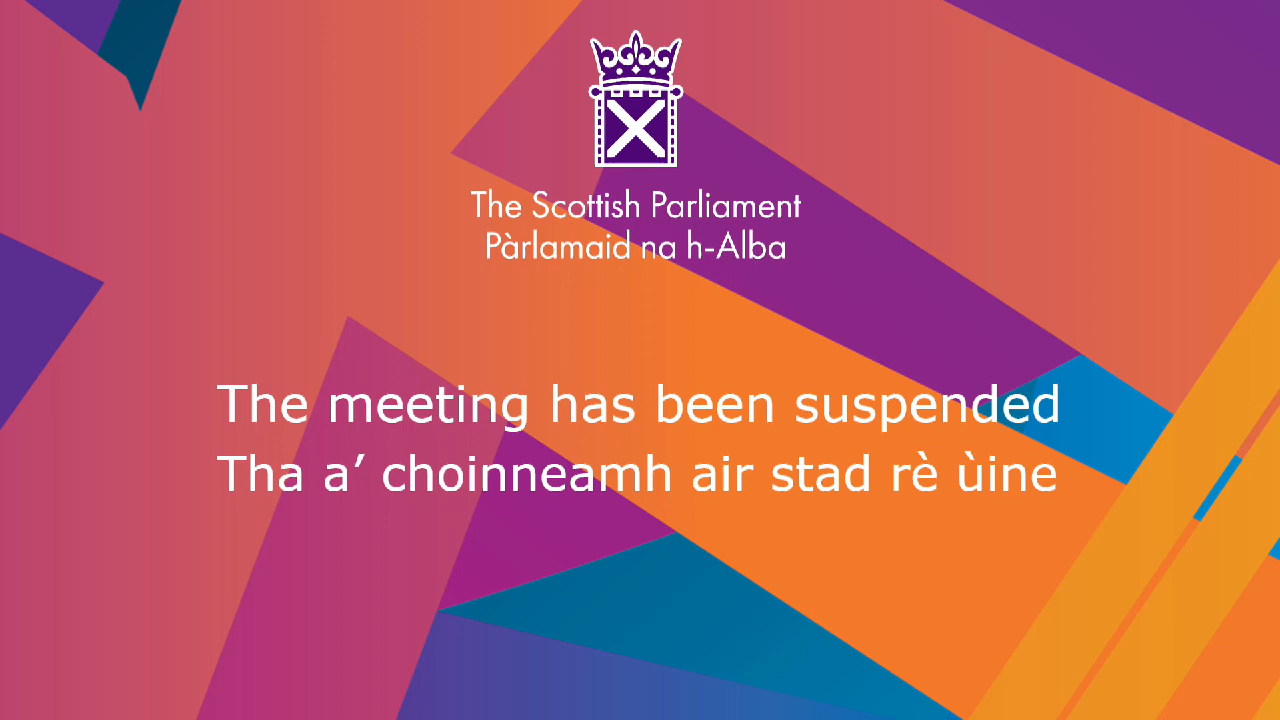 The Scottish Parliament
Pàrlamaid na h-Alba
The meeting has been suspended
Tha a’ choinneamh air stad rè ùine